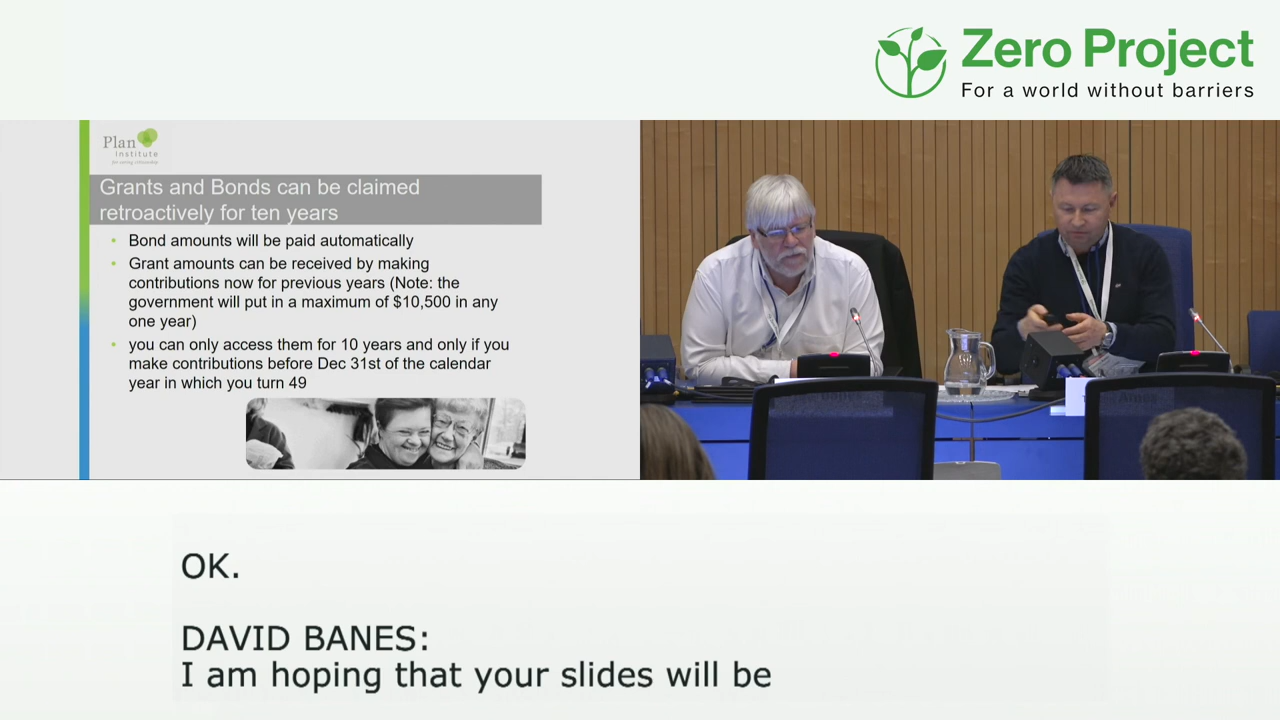 Zero Project
For a world without barriers
Plan
Institute
Grants and Bonds can be claimed
retroactively for ten years
• Bond amounts will be paid automatically
• Grant amounts can be received by making
contributions now for previous years (Note: the
government will put in a maximum of $10,500 in any
one year)
• you can only access them for 10 years and only if you
make contributions before Dec 31st of the calendar
year in which you turn 49
OK.
DAVID BANES:
I am hoping that your slides will be